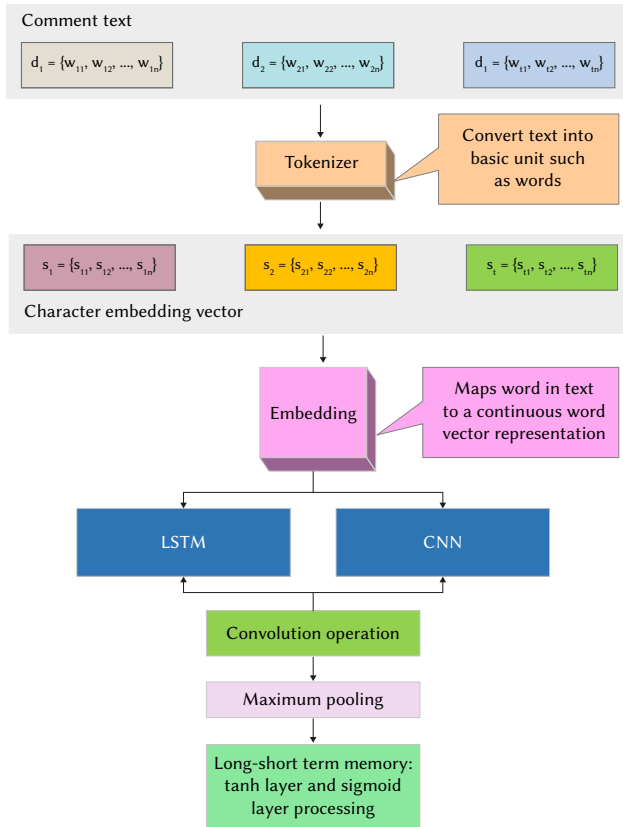 Comment text
d₁ = {w₁₁, w₁₂, ..., w₁ₙ}
d₂ = {w₂₁, w₂₂, ..., w₂ₙ}
d₁ = {wₜ₁, wₜ₂, ..., wₜₙ}
Tokenizer
Convert text into
basic unit such
as words
s₁ = {s₁₁, s₁₂, ..., s₁ₙ}
s₂ = {s₂₁, s₂₂, ..., s₂ₙ}
sₜ = {sₜ₁, sₜ₂, ..., sₜₙ}
Character embedding vector
Embedding
Maps word in text
to a continuous word
vector representation
LSTM
CNN
Convolution operation
Maximum pooling
Long-short term memory:
tanh layer and sigmoid
layer processing